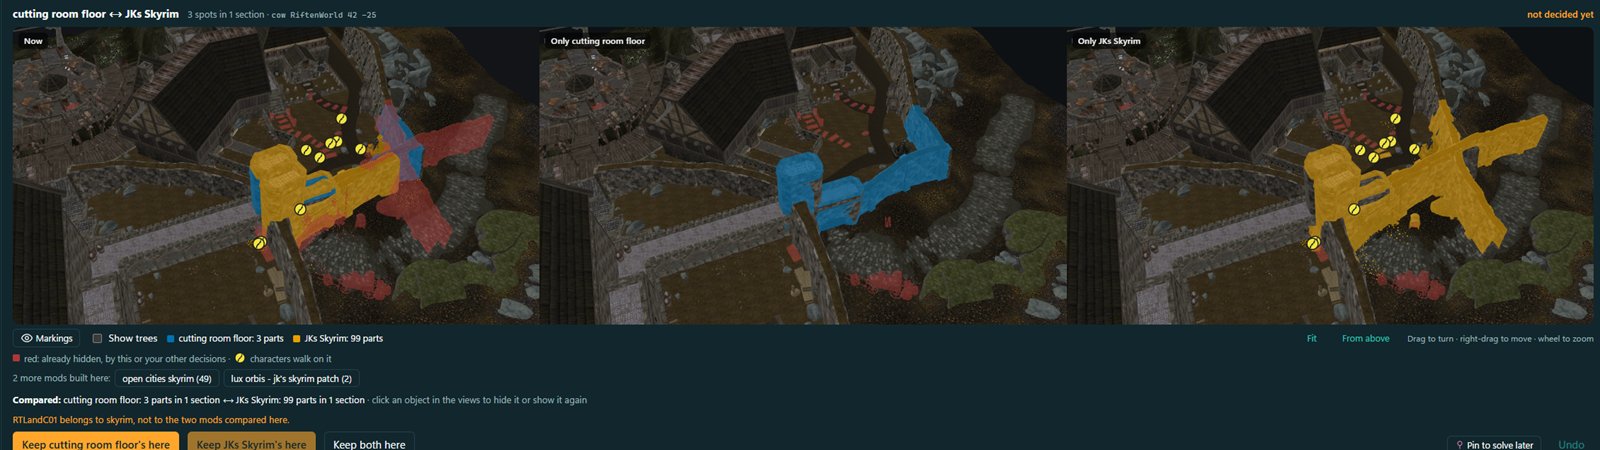 cutting room floor ↔ JKs Skyrim 3 spots in 1 section · cow RiftenWorld 42 -25 not decided yet
Now Only cutting room floor Only JKs Skyrim
Markings Show trees cutting room floor: 3 parts JKs Skyrim: 99 parts Fit From above Drag to turn · right-drag to move · wheel to zoom
red: already hidden, by this or your other decisions · characters walk on it
2 more mods built here: open cities skyrim (49) lux orbis - jk's skyrim patch (2)
Compared: cutting room floor: 3 parts in 1 section ↔ JKs Skyrim: 99 parts in 1 section · click an object in the views to hide it or show it again
RTLandC01 belongs to skyrim, not to the two mods compared here.
Keep cutting room floor's here Keep JKs Skyrim's here Keep both here Pin to solve later Undo